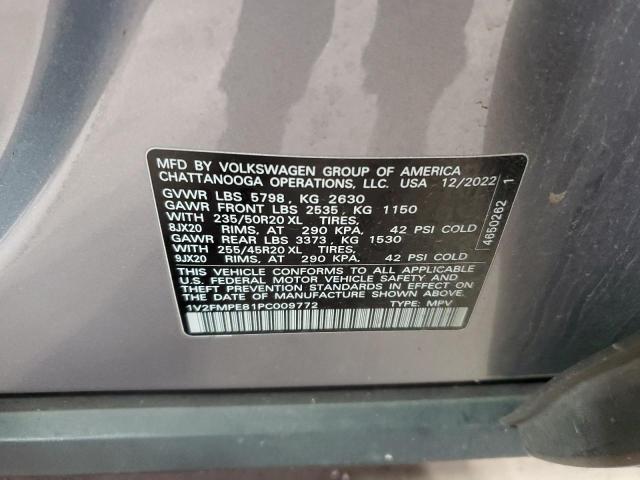 MFD BY VOLKSWAGEN GROUP OF AMERICA
CHATTANOOGA OPERATIONS, LLC. USA 12/2022
GVWR LBS 5798, KG 2630
GAWR FRONT LBS 2535, KG 1150
WITH 235/50R20 XL TIRES,
8JX20 RIMS, AT 290 KPA, 42 PSI COLD
GAWR REAR LBS 3373, KG 1530
WITH 255/45R20 XL TIRES,
9JX20 RIMS, AT 290 KPA, 42 PSI COLD
THIS VEHICLE CONFORMS TO ALL APPLICABLE
U.S. FEDERAL MOTOR VEHICLE SAFETY AND
THEFT PREVENTION STANDARDS IN EFFECT ON
THE DATE OF MANUFACTURE SHOWN ABOVE.
1V2FMPE81PC009772 TYPE: MPV
4650262 1